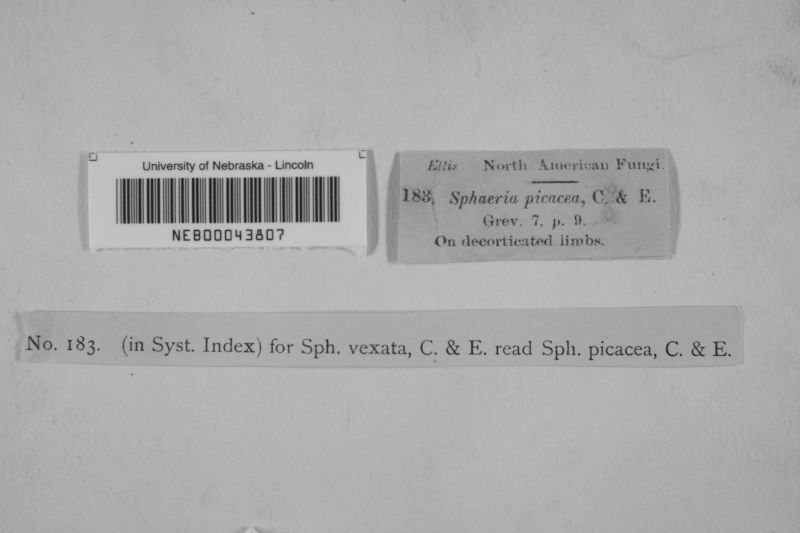 University of Nebraska - Lincoln
NEB00043807
Ellis North American Fungi.
183, Sphaeria picacea, C. & E.
Grev. 7, p. 9.
On decorticated limbs.
No. 183. (in Syst. Index) for Sph. vexata, C. & E. read Sph. picacea, C. & E.